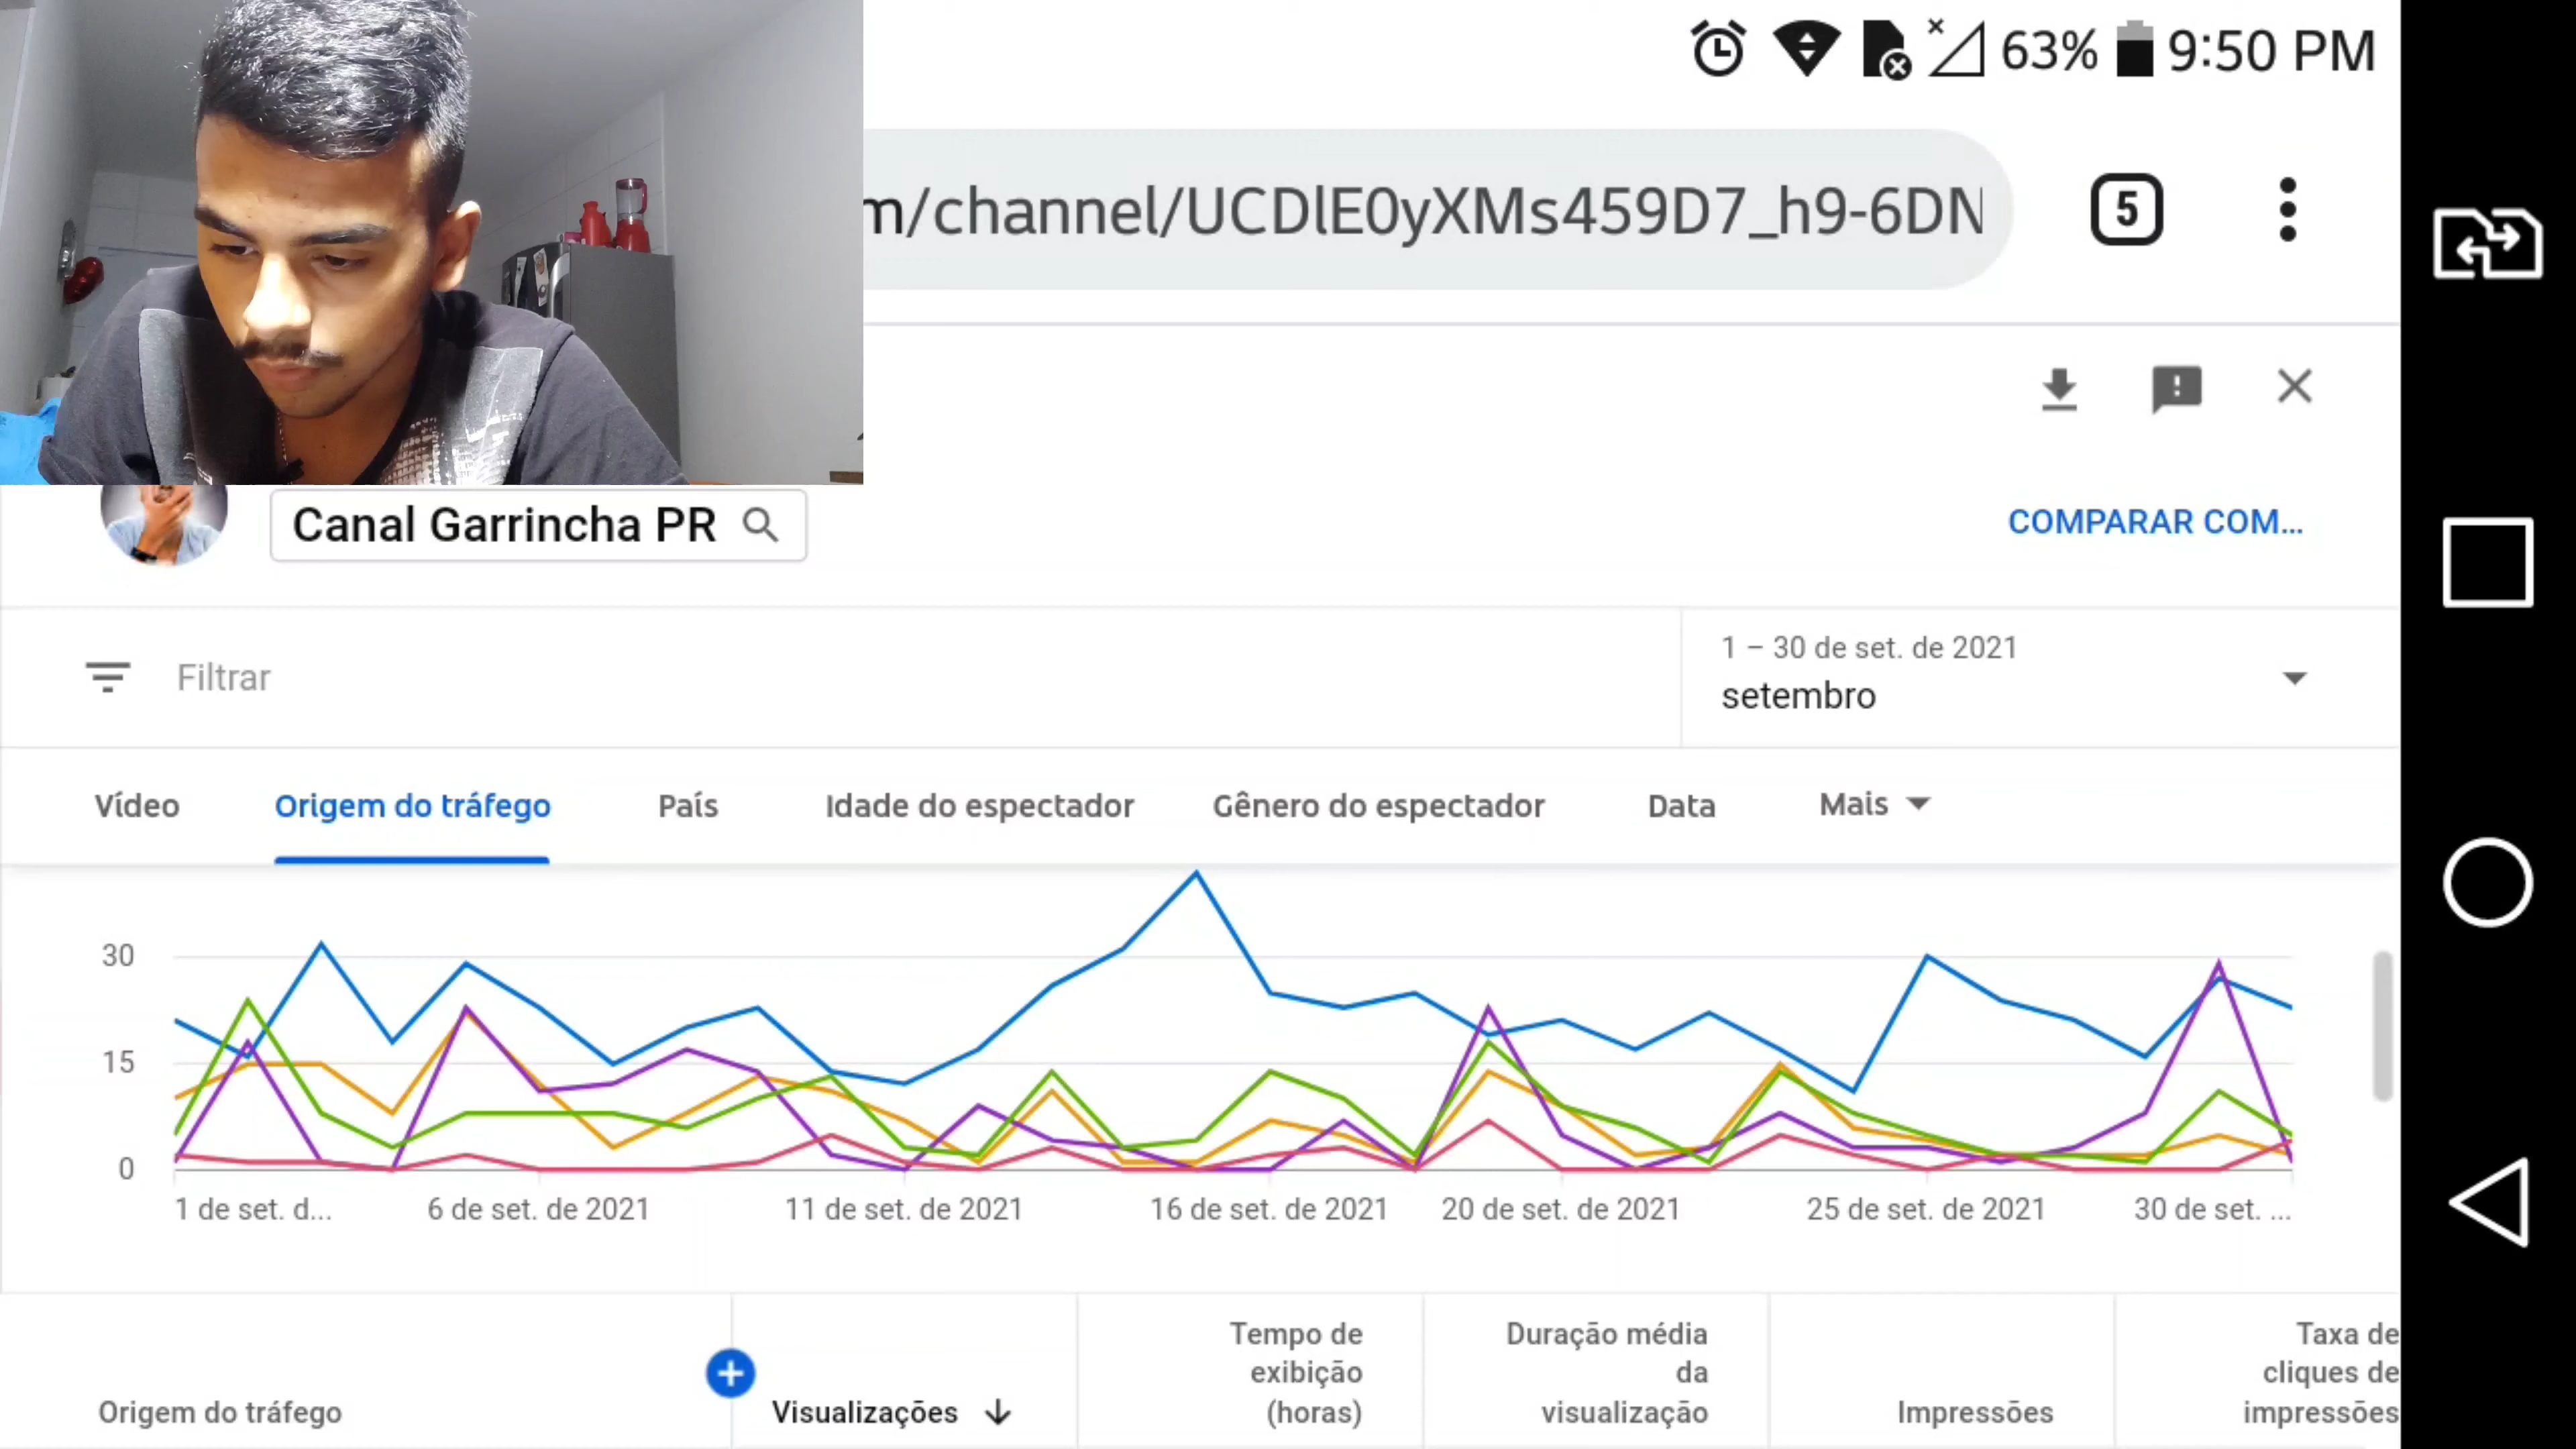 63% 9:50 PM
m/channel/UCDlE0yXMs459D7_h9-6DN
5
Canal Garrincha PR
COMPARAR COM...
Filtrar
1 – 30 de set. de 2021
setembro
Vídeo Origem do tráfego País Idade do espectador Gênero do espectador Data Mais
30
15
0
1 de set. d... 6 de set. de 2021 11 de set. de 2021 16 de set. de 2021 20 de set. de 2021 25 de set. de 2021 30 de set. ...
Origem do tráfego
Visualizações
Tempo de
exibição
(horas)
Duração média
da
visualização
Impressões
Taxa de
cliques de
impressões